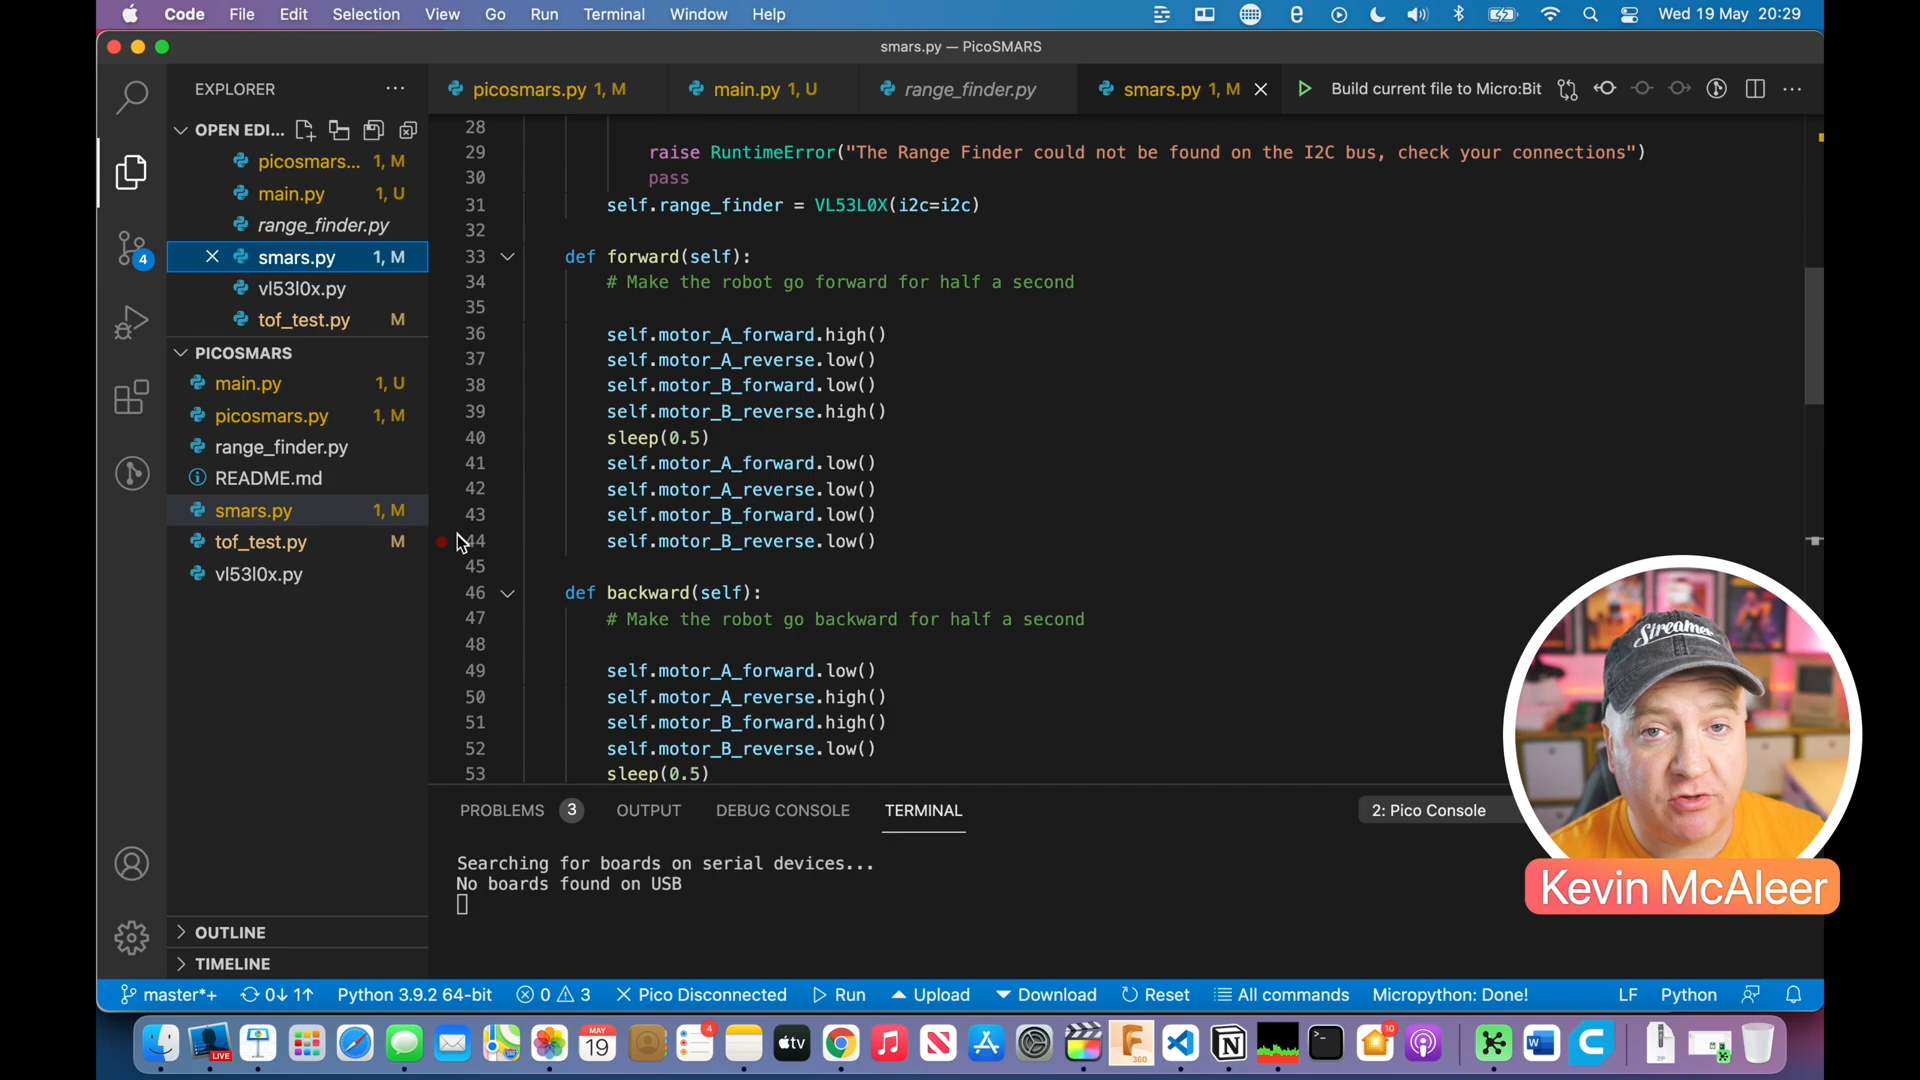 Code File Edit Selection View Go Run Terminal Window Help Wed 19 May 20:29
smars.py — PicoSMARS
EXPLORER
picosmars.py 1, M
main.py 1, U
range_finder.py
smars.py 1, M
Build current file to Micro:Bit
OPEN EDI...
picosmars... 1, M
main.py 1, U
range_finder.py
smars.py 1, M
vl53l0x.py
tof_test.py M
PICOSMARS
main.py 1, U
picosmars.py 1, M
range_finder.py
README.md
smars.py 1, M
tof_test.py M
vl53l0x.py
OUTLINE
TIMELINE
28
29 raise RuntimeError("The Range Finder could not be found on the I2C bus, check your connections")
30 pass
31 self.range_finder = VL53L0X(i2c=i2c)
32
33 def forward(self):
34 # Make the robot go forward for half a second
35
36 self.motor_A_forward.high()
37 self.motor_A_reverse.low()
38 self.motor_B_forward.low()
39 self.motor_B_reverse.high()
40 sleep(0.5)
41 self.motor_A_forward.low()
42 self.motor_A_reverse.low()
43 self.motor_B_forward.low()
44 self.motor_B_reverse.low()
45
46 def backward(self):
47 # Make the robot go backward for half a second
48
49 self.motor_A_forward.low()
50 self.motor_A_reverse.high()
51 self.motor_B_forward.high()
52 self.motor_B_reverse.low()
53 sleep(0.5)
PROBLEMS 3 OUTPUT DEBUG CONSOLE TERMINAL 2: Pico Console
Searching for boards on serial devices...
No boards found on USB
Streamer
Kevin McAleer
4
master*+ 0↓ 1↑ Python 3.9.2 64-bit 0 3 Pico Disconnected Run Upload Download Reset All commands Micropython: Done! LF Python
LIVE
MAY
19
4
tv
360
10
W
ZIP